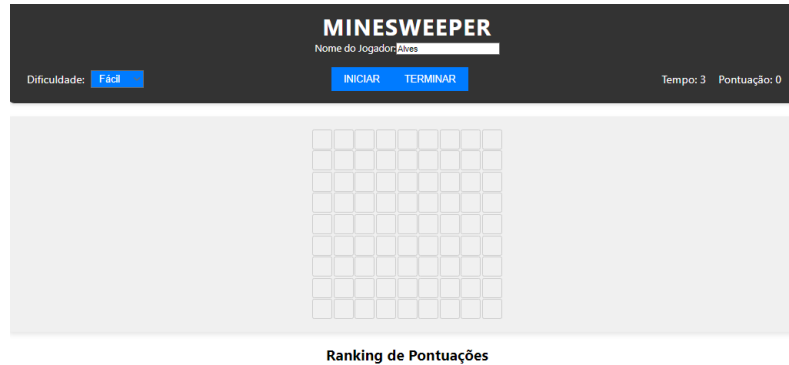 MINESWEEPER
Nome do Jogador: Alves
Dificuldade: Fácil INICIAR TERMINAR Tempo: 3 Pontuação: 0
Ranking de Pontuações